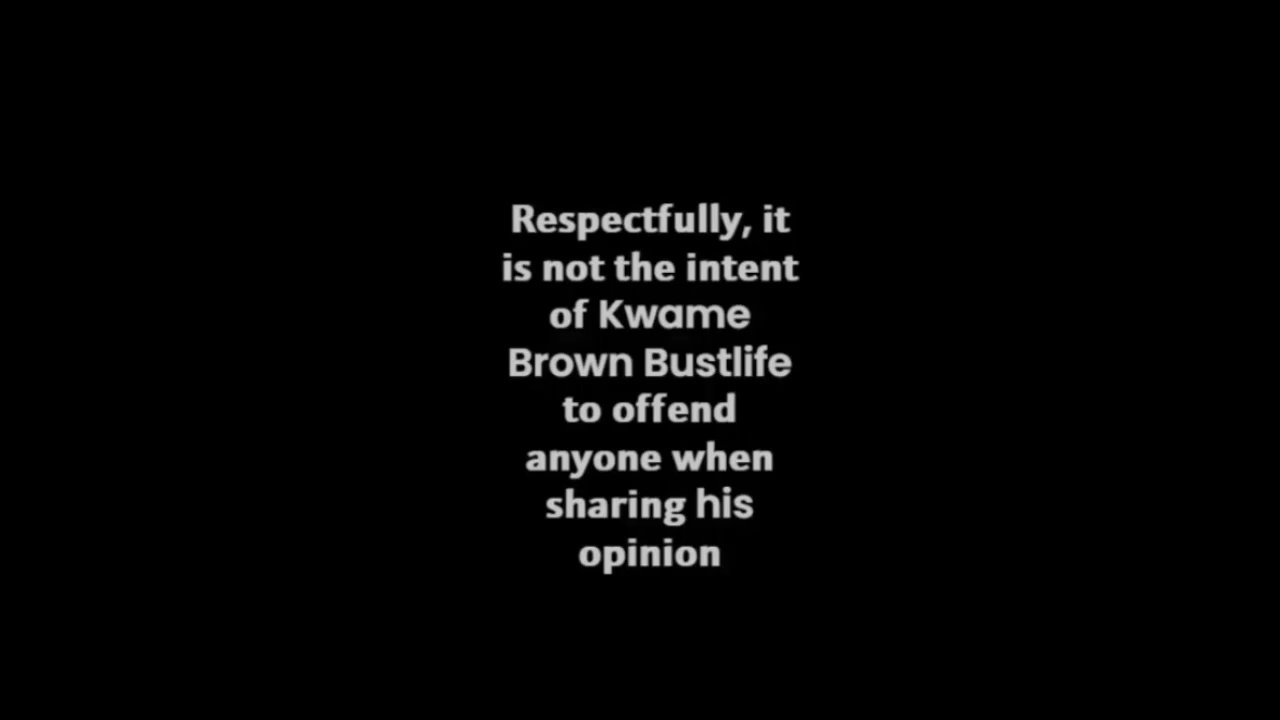 Respectfully, it
is not the intent
of Kwame
Brown Bustlife
to offend
anyone when
sharing his
opinion